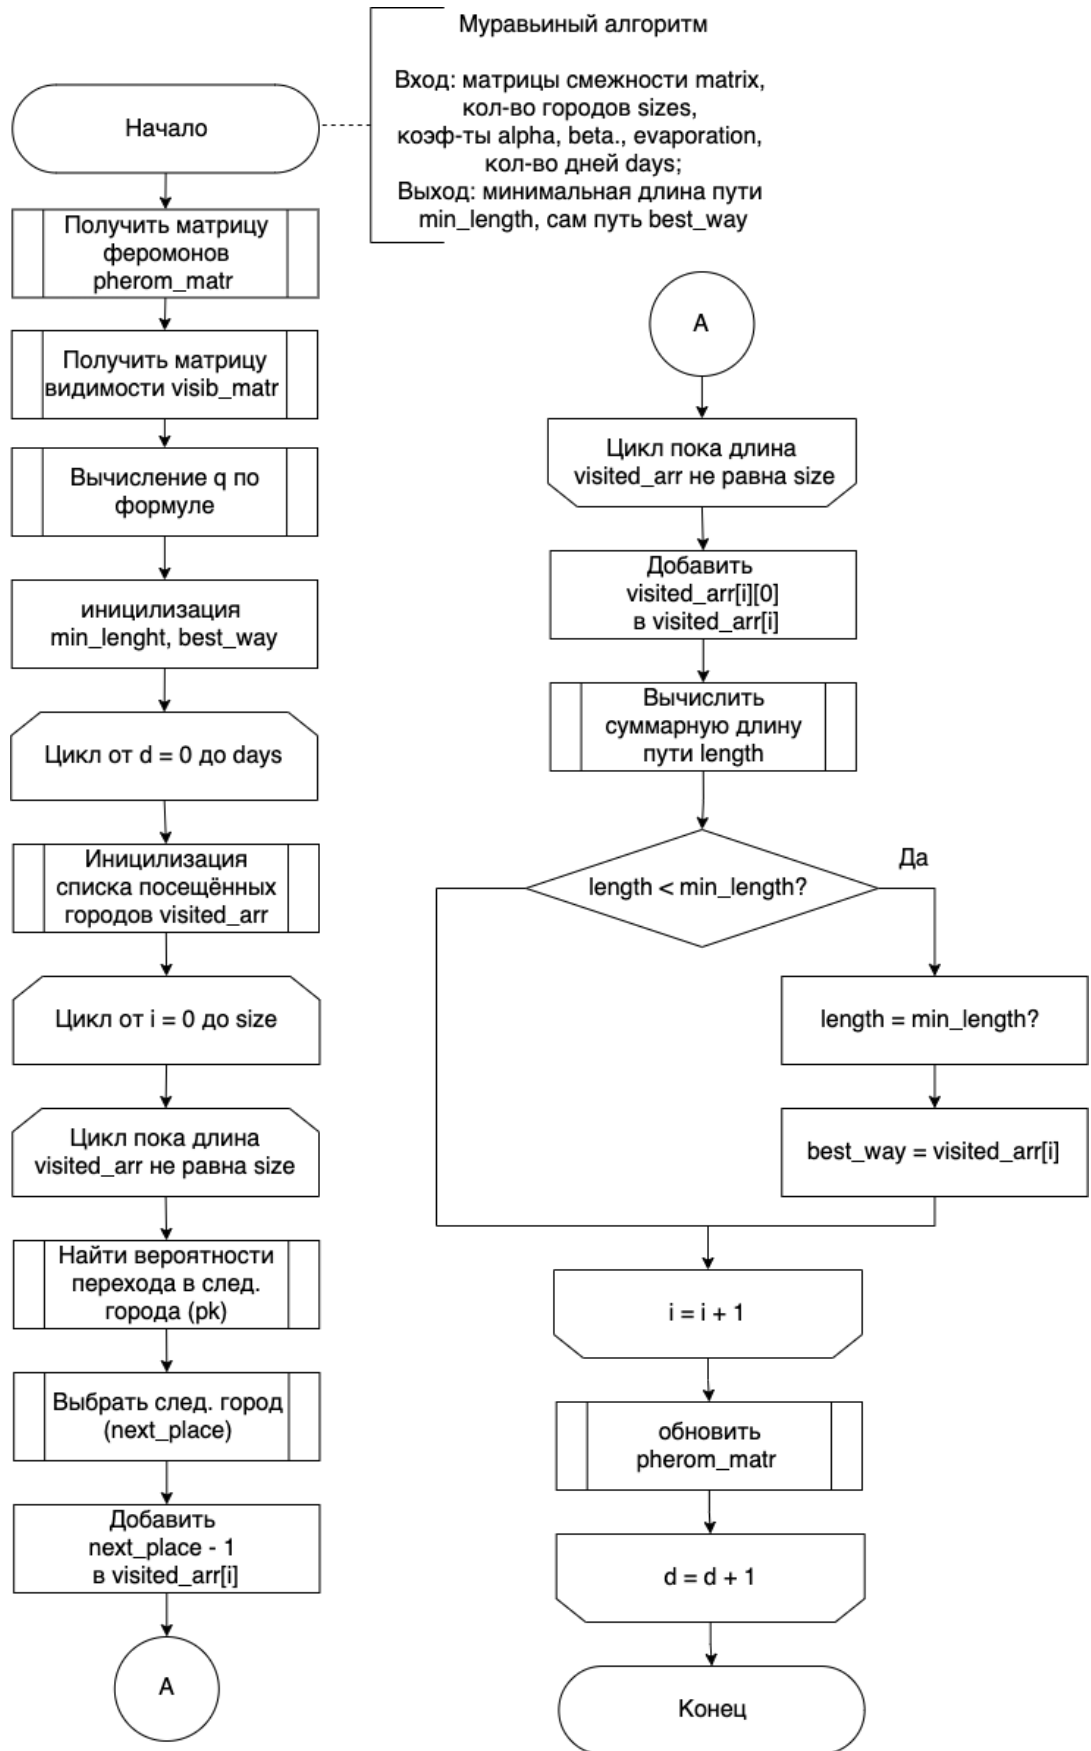 Муравьиный алгоритм
Вход: матрицы смежности matrix,
кол-во городов sizes,
коэф-ты alpha, beta., evaporation,
кол-во дней days;
Выход: минимальная длина пути
min_length, сам путь best_way
Начало
Получить матрицу
феромонов
pherom_matr
Получить матрицу
видимости visib_matr
Вычисление q по
формуле
иницилизация
min_lenght, best_way
Цикл от d = 0 до days
Иницилизация
списка посещённых
городов visited_arr
Цикл от i = 0 до size
Цикл пока длина
visited_arr не равна size
Найти вероятности
перехода в след.
города (pk)
Выбрать след. город
(next_place)
Добавить
next_place - 1
в visited_arr[i]
A
A
Цикл пока длина
visited_arr не равна size
Добавить
visited_arr[i][0]
в visited_arr[i]
Вычислить
суммарную длину
пути length
length < min_length?
Да
length = min_length?
best_way = visited_arr[i]
i = i + 1
обновить
pherom_matr
d = d + 1
Конец